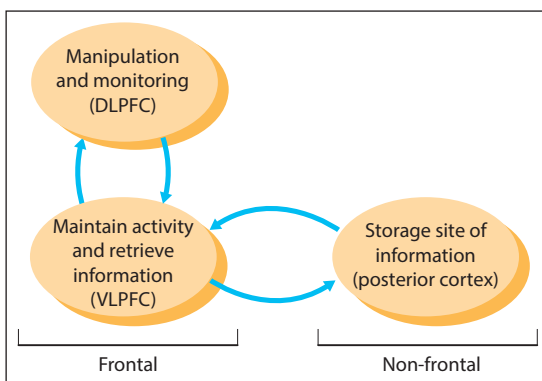 Manipulation
and monitoring
(DLPFC)
Maintain activity
and retrieve
information
(VLPFC)
Storage site of
information
(posterior cortex)
Frontal
Non-frontal